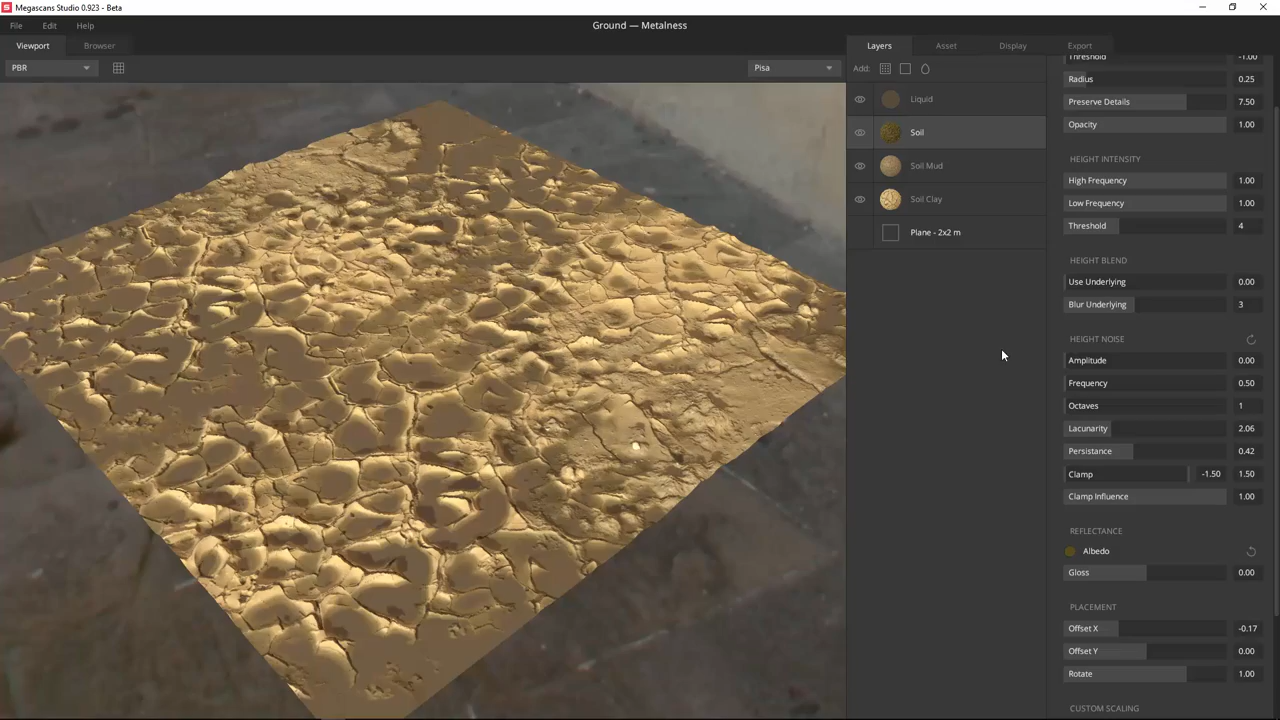 Megascans Studio 0.923 - Beta
File Edit Help
Ground — Metalness
Viewport Browser
Layers Asset Display Export
PBR
Pisa
Add:
Liquid
Soil
Soil Mud
Soil Clay
Plane - 2x2 m
Threshold -1.00
Radius 0.25
Preserve Details 7.50
Opacity 1.00
HEIGHT INTENSITY
High Frequency 1.00
Low Frequency 1.00
Threshold 4
HEIGHT BLEND
Use Underlying 0.00
Blur Underlying 3
HEIGHT NOISE
Amplitude 0.00
Frequency 0.50
Octaves 1
Lacunarity 2.06
Persistance 0.42
Clamp -1.50 1.50
Clamp Influence 1.00
REFLECTANCE
Albedo
Gloss 0.00
PLACEMENT
Offset X -0.17
Offset Y 0.00
Rotate 1.00
CUSTOM SCALING